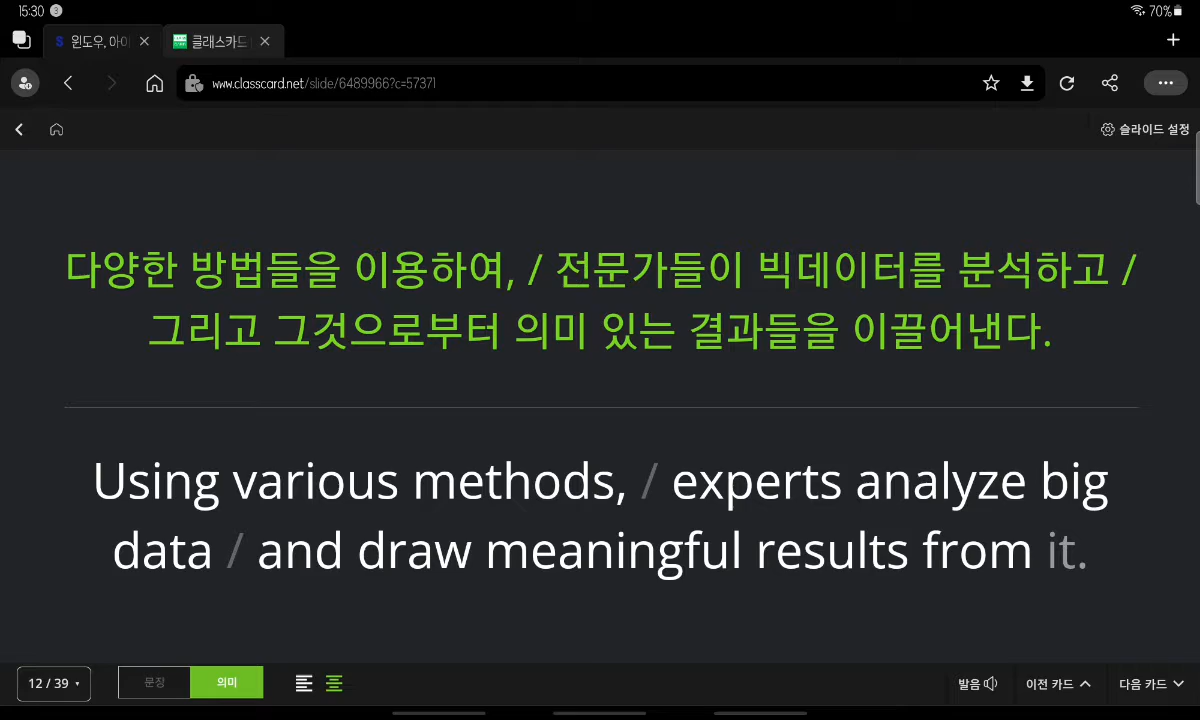 15:30
3
70%
S 윈도우, 아이
클래스카드
www.classcard.net/slide/6489966?c=57371
슬라이드 설정
다양한 방법들을 이용하여, / 전문가들이 빅데이터를 분석하고 /
그리고 그것으로부터 의미 있는 결과들을 이끌어낸다.
Using various methods, / experts analyze big
data / and draw meaningful results from it.
12 / 39
문장
의미
발음
이전 카드
다음 카드